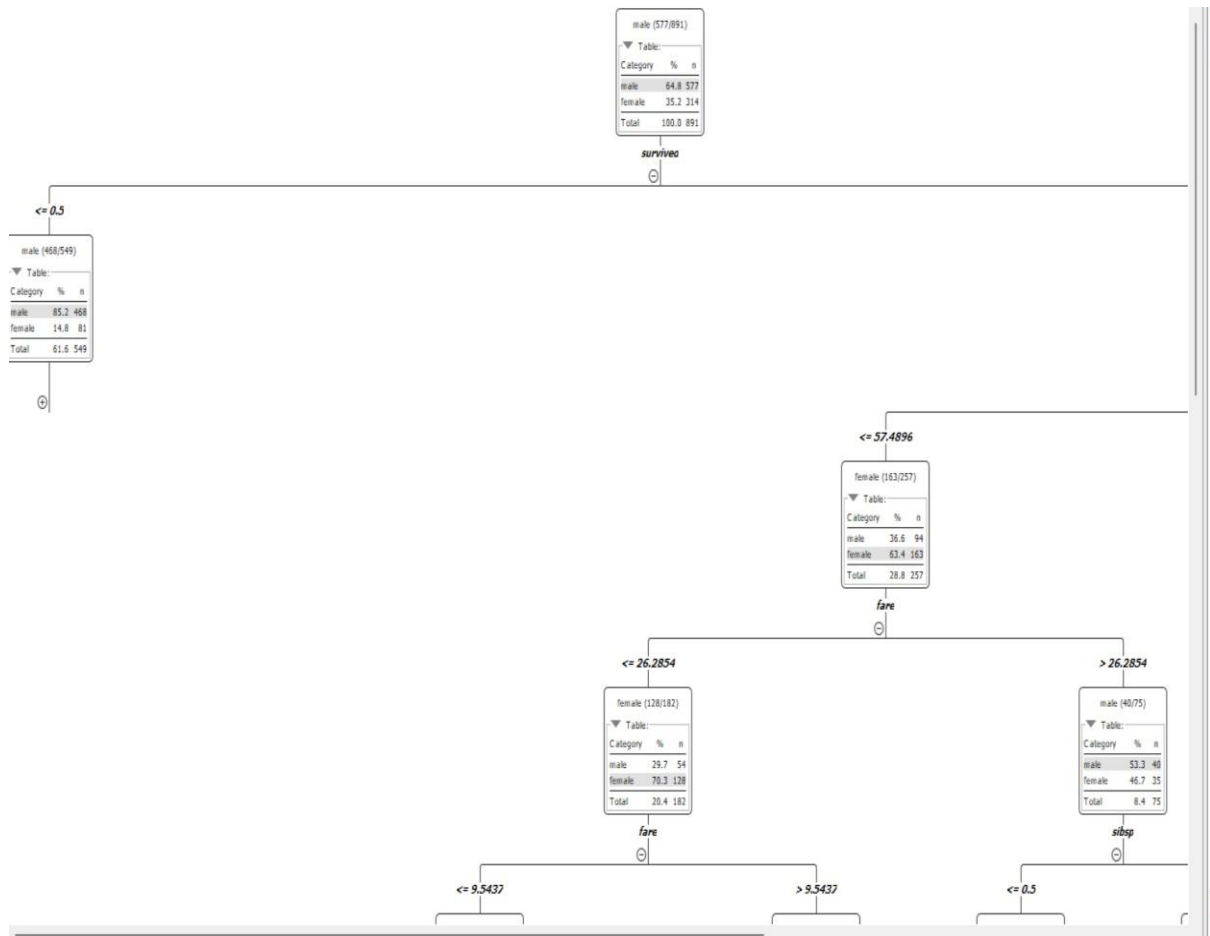 male (577/891)
Table:
Category % n
male 64.8 577
female 35.2 314
Total 100.0 891
survived
<= 0.5
male (468/549)
Table:
Category % n
male 85.2 468
female 14.8 81
Total 61.6 549
<= 57.4896
female (163/257)
Table:
Category % n
male 36.6 94
female 63.4 163
Total 28.8 257
fare
<= 26.2854
> 26.2854
female (128/182)
Table:
Category % n
male 29.7 54
female 70.3 128
Total 20.4 182
fare
male (40/75)
Table:
Category % n
male 53.3 40
female 46.7 35
Total 8.4 75
sibsp
<= 9.5437
> 9.5437
<= 0.5